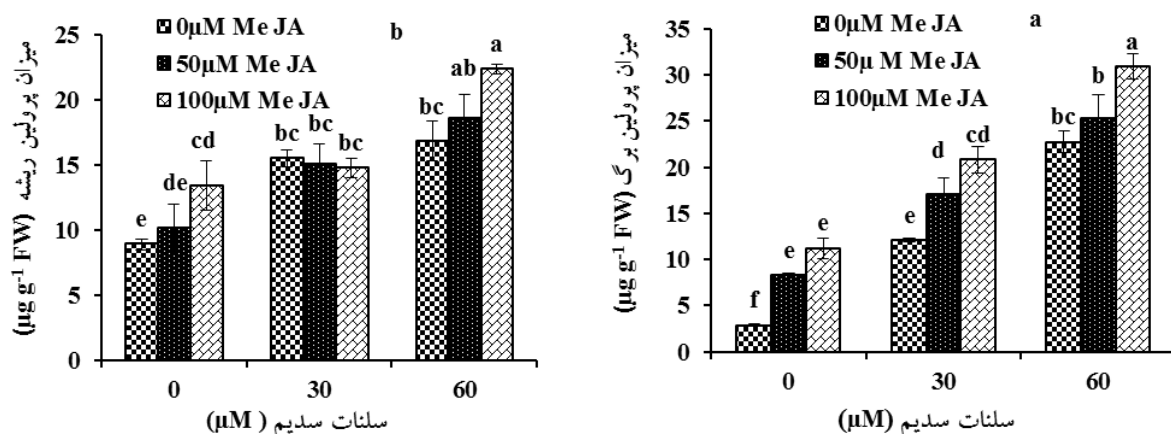 میزان پرولین ریشه
(µg g-1 FW)
25
20
15
10
5
0
0µM Me JA
50µM Me JA
100µM Me JA
b
e
de
cd
bc
bc
bc
bc
ab
a
0
30
60
سلنات سدیم ( µM)
میزان پرولین برگ
(µg g-1 FW)
35
30
25
20
15
10
5
0
0µM Me JA
50µ M Me JA
100µM Me JA
a
f
e
e
e
d
cd
bc
b
a
0
30
60
سلنات سدیم (µM)